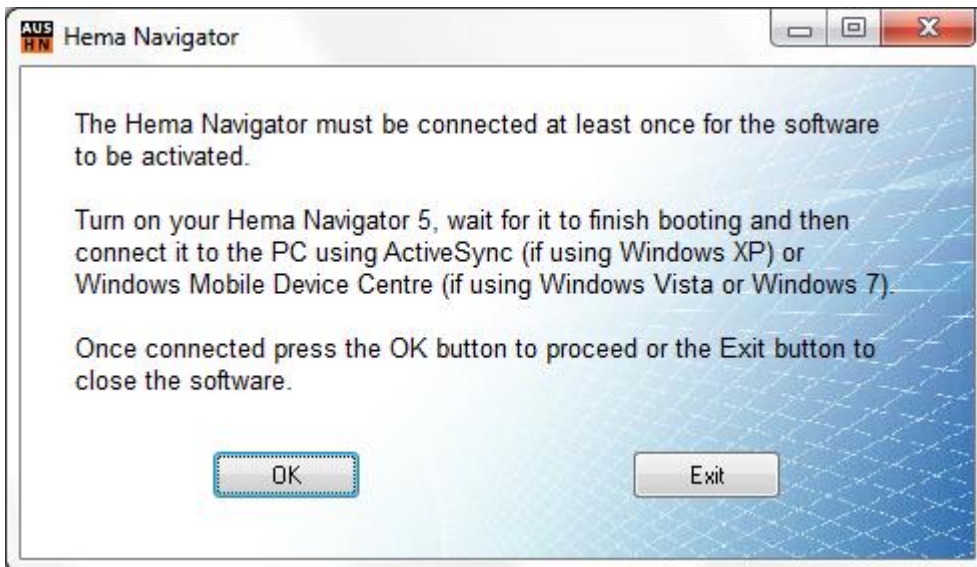 AUS
HN
Hema Navigator
The Hema Navigator must be connected at least once for the software
to be activated.
Turn on your Hema Navigator 5, wait for it to finish booting and then
connect it to the PC using ActiveSync (if using Windows XP) or
Windows Mobile Device Centre (if using Windows Vista or Windows 7).
Once connected press the OK button to proceed or the Exit button to
close the software.
OK
Exit